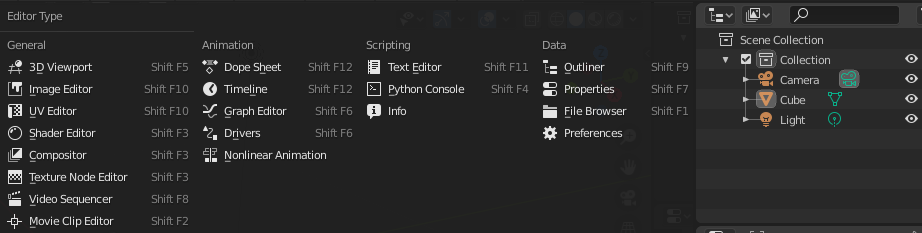 Editor Type
General
3D Viewport Shift F5
Image Editor Shift F10
UV Editor Shift F10
Shader Editor Shift F3
Compositor Shift F3
Texture Node Editor Shift F3
Video Sequencer Shift F8
Movie Clip Editor Shift F2
Animation
Dope Sheet Shift F12
Timeline Shift F12
Graph Editor Shift F6
Drivers Shift F6
Nonlinear Animation
Scripting
Text Editor Shift F11
Python Console Shift F4
Info
Data
Outliner Shift F9
Properties Shift F7
File Browser Shift F1
Preferences
Scene Collection
Collection
Camera
Cube
Light